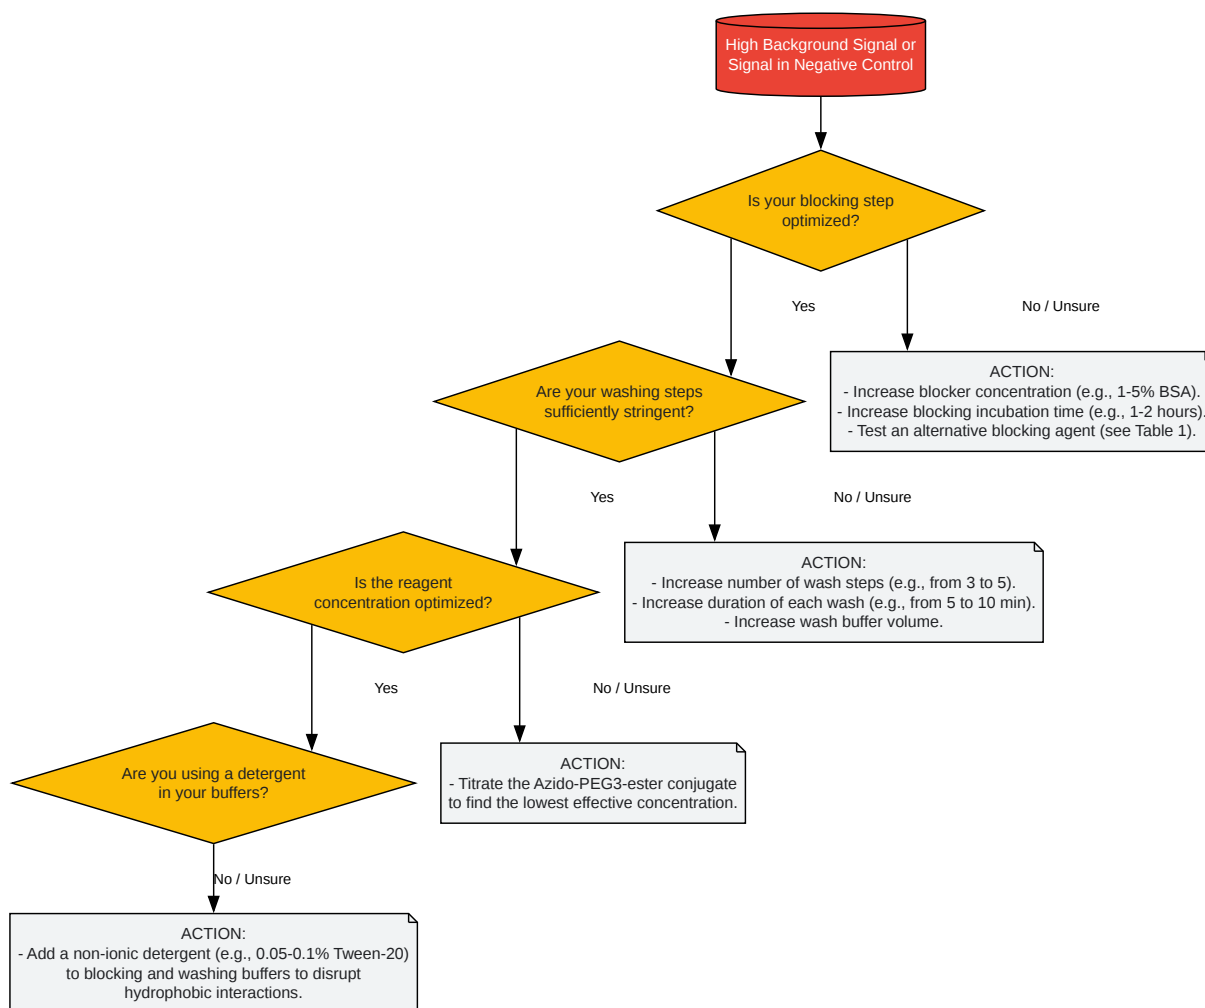 High Background Signal or
Signal in Negative Control
Is your blocking step
optimized?
Yes
No / Unsure
Are your washing steps
sufficiently stringent?
ACTION:
- Increase blocker concentration (e.g., 1-5% BSA).
- Increase blocking incubation time (e.g., 1-2 hours).
- Test an alternative blocking agent (see Table 1).
Yes
No / Unsure
Is the reagent
concentration optimized?
ACTION:
- Increase number of wash steps (e.g., from 3 to 5).
- Increase duration of each wash (e.g., from 5 to 10 min).
- Increase wash buffer volume.
Yes
No / Unsure
Are you using a detergent
in your buffers?
ACTION:
- Titrate the Azido-PEG3-ester conjugate
to find the lowest effective concentration.
No / Unsure
ACTION:
- Add a non-ionic detergent (e.g., 0.05-0.1% Tween-20)
to blocking and washing buffers to disrupt
hydrophobic interactions.